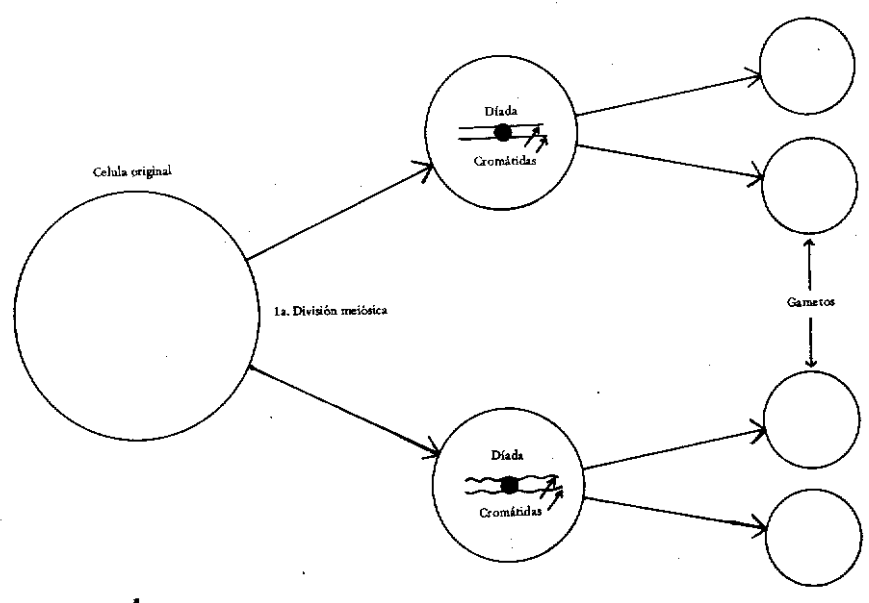 Celula original
1a. División meiósica
Díada
Cromátidas
Díada
Cromátidas
Gametos